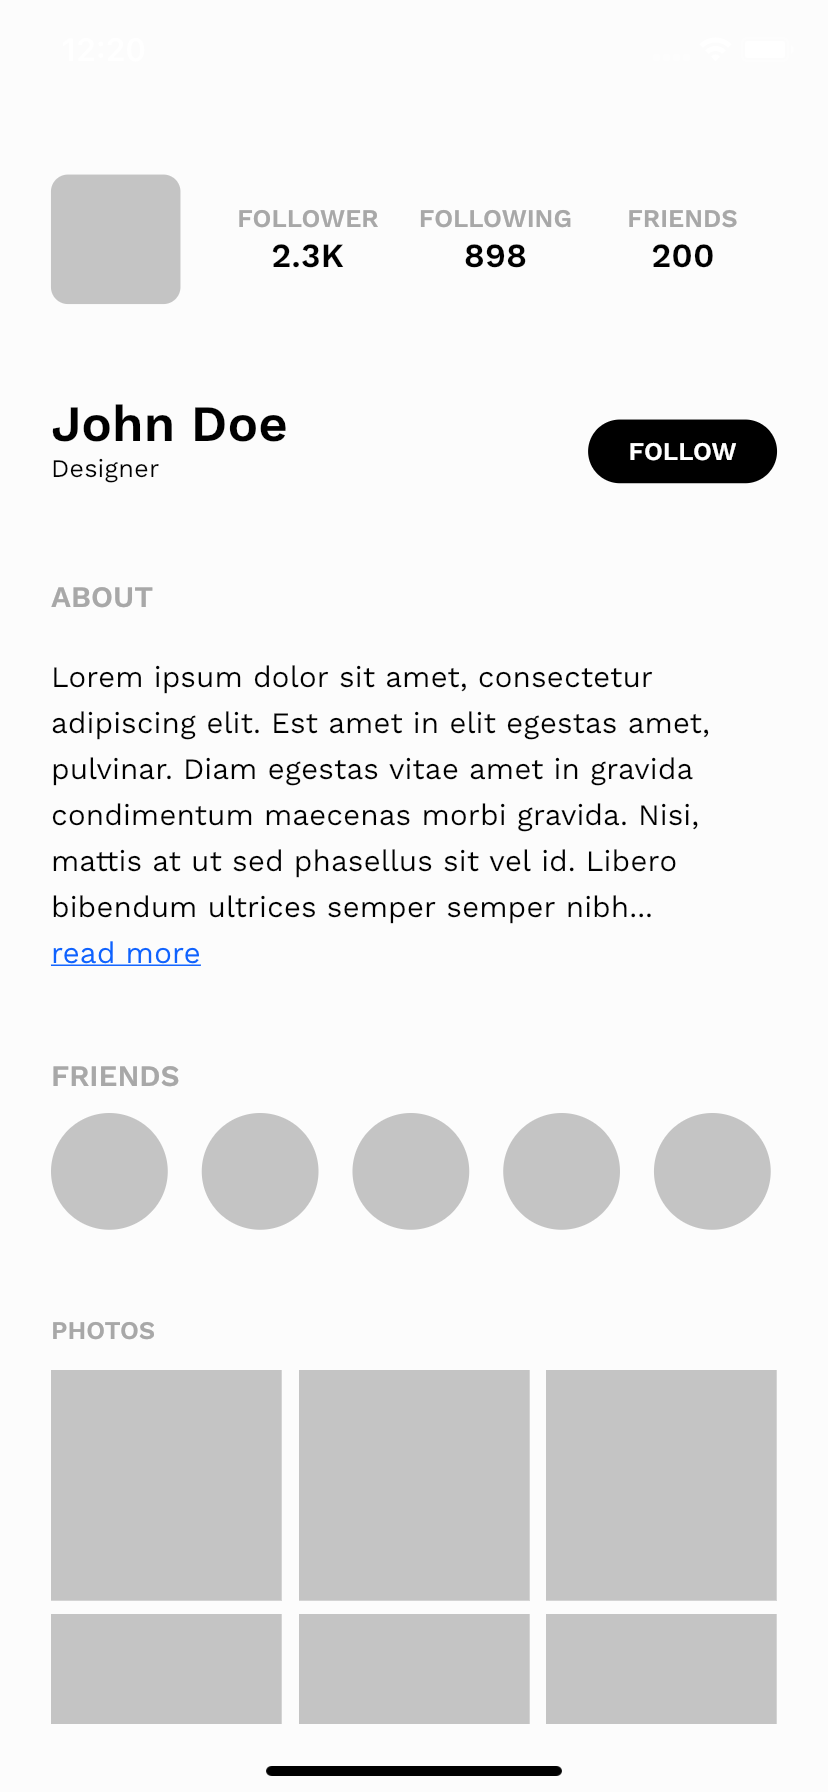 12:20
FOLLOWER FOLLOWING FRIENDS
2.3K 898 200
John Doe
Designer
FOLLOW
ABOUT
Lorem ipsum dolor sit amet, consectetur
adipiscing elit. Est amet in elit egestas amet,
pulvinar. Diam egestas vitae amet in gravida
condimentum maecenas morbi gravida. Nisi,
mattis at ut sed phasellus sit vel id. Libero
bibendum ultrices semper semper nibh...
read more
FRIENDS
PHOTOS